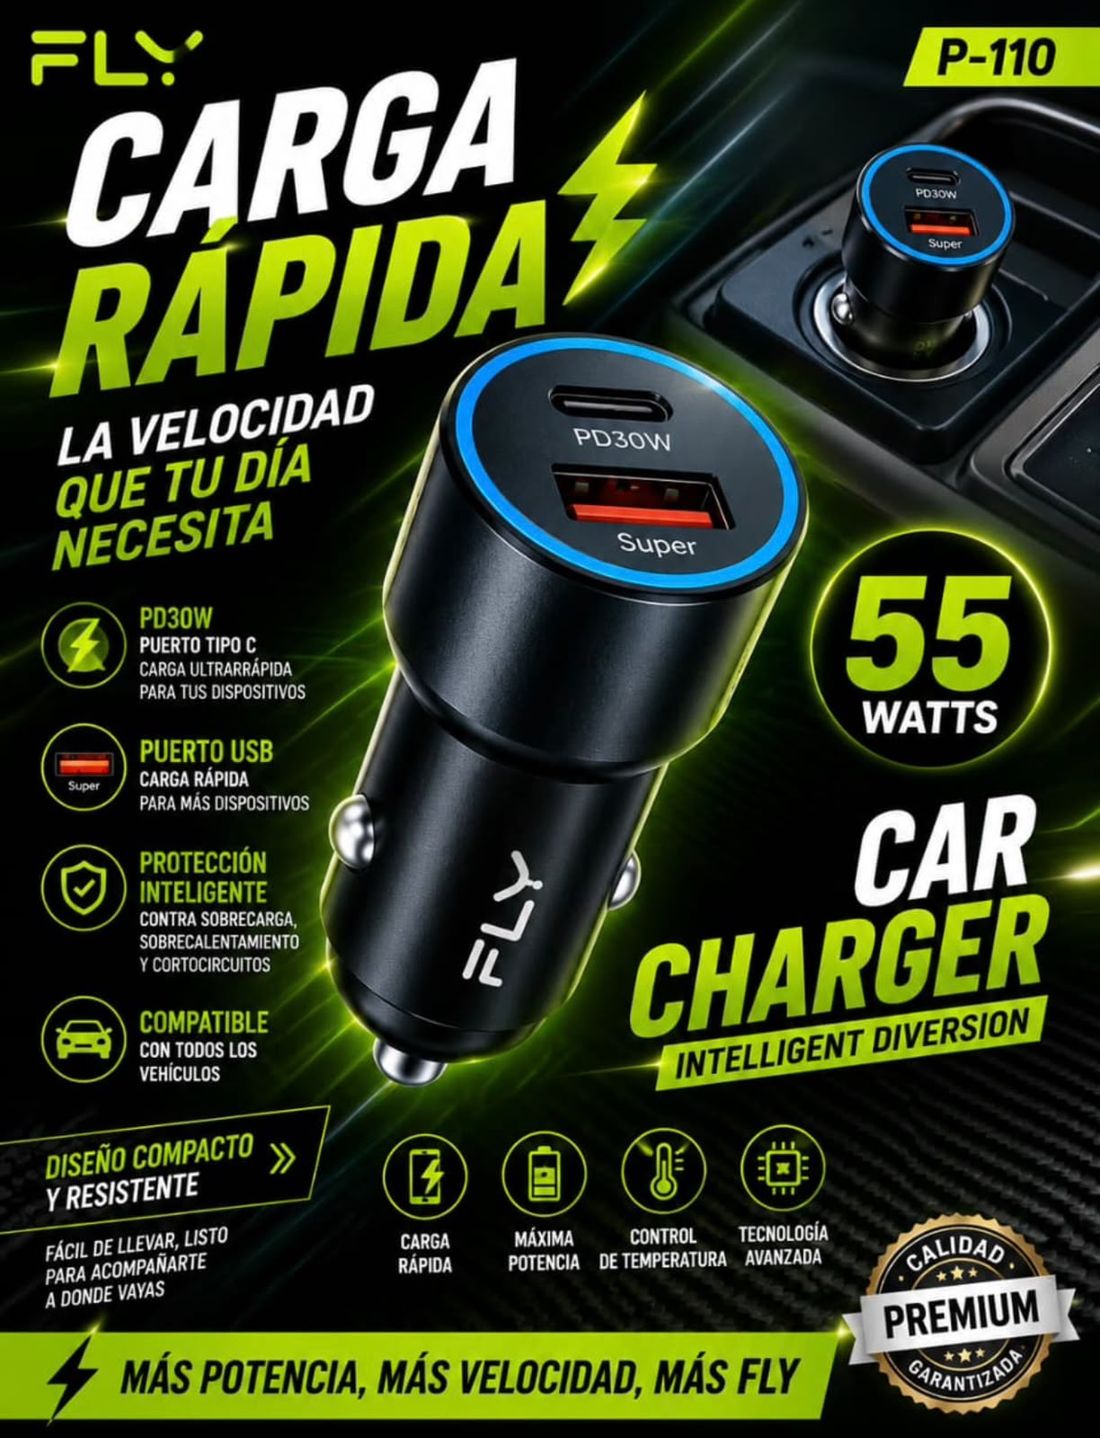 FLY
P-110
CARGA
RÁPIDA
LA VELOCIDAD
QUE TU DÍA
NECESITA
PD30W
Super
PD30W
Super
FLY
55
WATTS
PD30W
PUERTO TIPO C
CARGA ULTRARRÁPIDA
PARA TUS DISPOSITIVOS
Super
PUERTO USB
CARGA RÁPIDA
PARA MÁS DISPOSITIVOS
PROTECCIÓN
INTELIGENTE
CONTRA SOBRECARGA,
SOBRECALENTAMIENTO
Y CORTOCIRCUITOS
COMPATIBLE
CON TODOS LOS
VEHÍCULOS
CAR
CHARGER
INTELLIGENT DIVERSION
DISEÑO COMPACTO
Y RESISTENTE
FÁCIL DE LLEVAR, LISTO
PARA ACOMPAÑARTE
A DONDE VAYAS
CARGA
RÁPIDA
MÁXIMA
POTENCIA
CONTROL
DE TEMPERATURA
TECNOLOGÍA
AVANZADA
CALIDAD
PREMIUM
GARANTIZADA
MÁS POTENCIA, MÁS VELOCIDAD, MÁS FLY